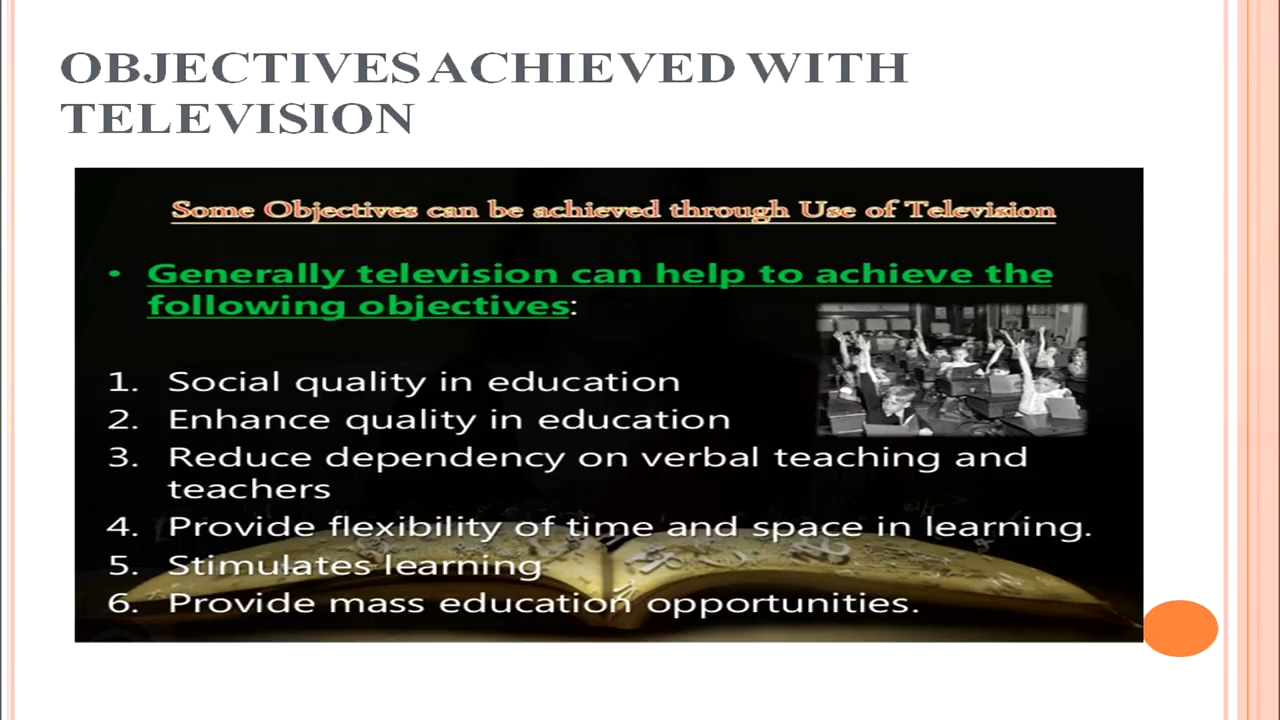 OBJECTIVES ACHIEVED WITH
TELEVISION
Some Objectives can be achieved through Use of Television
• Generally television can help to achieve the
following objectives:
1. Social quality in education
2. Enhance quality in education
3. Reduce dependency on verbal teaching and
teachers
4. Provide flexibility of time and space in learning.
5. Stimulates learning
6. Provide mass education opportunities.